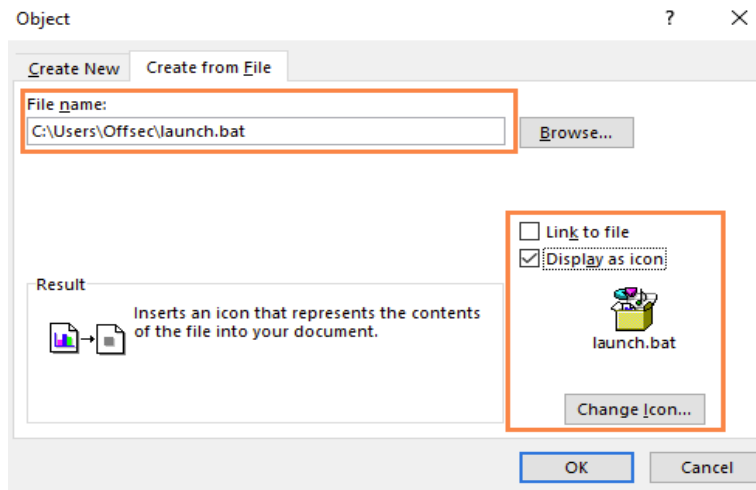 Object ? ✕
Create New Create from File
File name:
C:\Users\Offsec\launch.bat Browse...
Link to file
Display as icon
Result
Inserts an icon that represents the contents
of the file into your document.
launch.bat
Change Icon...
OK Cancel